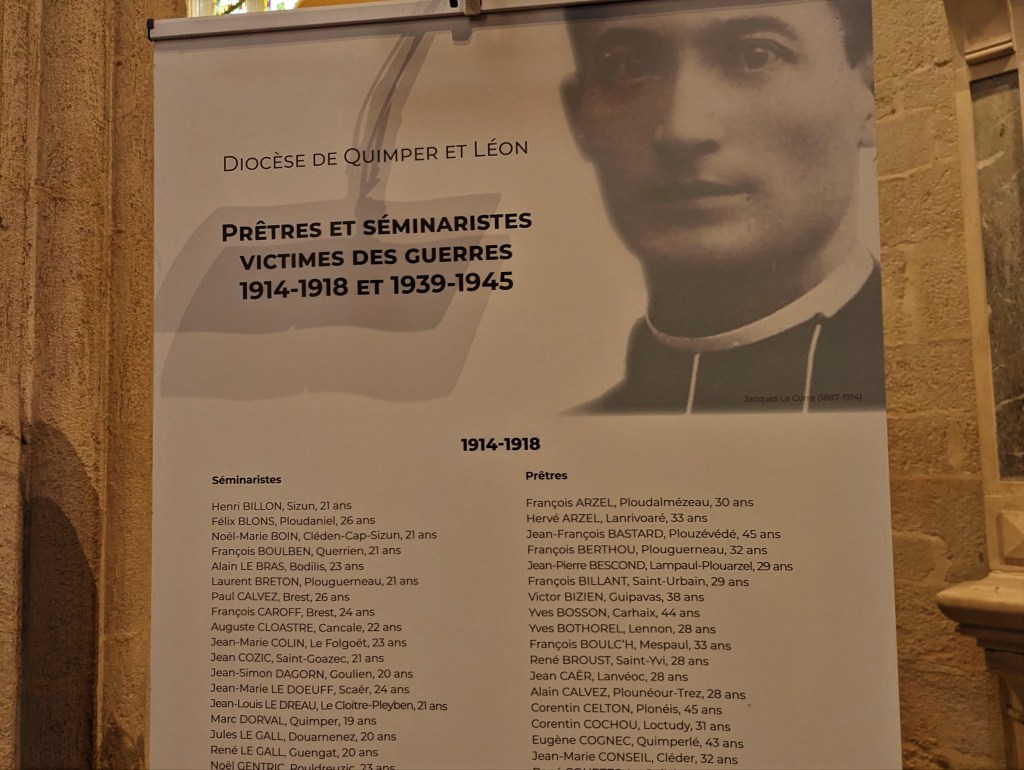 DIOCÈSE DE QUIMPER ET LÉON
PRÊTRES ET SÉMINARISTES
VICTIMES DES GUERRES
1914-1918 ET 1939-1945
Jacques Le Corre (1887-1914)
1914-1918
Séminaristes
Henri BILLON, Sizun, 21 ans
Félix BLONS, Ploudaniel, 26 ans
Noël-Marie BOIN, Cléden-Cap-Sizun, 21 ans
François BOULBEN, Querrien, 21 ans
Alain LE BRAS, Bodilis, 23 ans
Laurent BRETON, Plouguerneau, 21 ans
Paul CALVEZ, Brest, 26 ans
François CAROFF, Brest, 24 ans
Auguste CLOASTRE, Cancale, 22 ans
Jean-Marie COLIN, Le Folgoët, 23 ans
Jean COZIC, Saint-Goazec, 21 ans
Jean-Simon DAGORN, Goulien, 20 ans
Jean-Marie LE DOEUFF, Scaër, 24 ans
Jean-Louis LE DREAU, Le Cloître-Pleyben, 21 ans
Marc DORVAL, Quimper, 19 ans
Jules LE GALL, Douarnenez, 20 ans
René LE GALL, Guengat, 20 ans
Noël GENTRIC, Pouldreuzic, 23 ans
Prêtres
François ARZEL, Ploudalmézeau, 30 ans
Hervé ARZEL, Lanrivoaré, 33 ans
Jean-François BASTARD, Plouzévédé, 45 ans
François BERTHOU, Plouguerneau, 32 ans
Jean-Pierre BESCOND, Lampaul-Plouarzel, 29 ans
François BILLANT, Saint-Urbain, 29 ans
Victor BIZIEN, Guipavas, 38 ans
Yves BOSSON, Carhaix, 44 ans
Yves BOTHOREL, Lennon, 28 ans
François BOULC'H, Mespaul, 33 ans
René BROUST, Saint-Yvi, 28 ans
Jean CAËR, Lanvéoc, 28 ans
Alain CALVEZ, Plounéour-Trez, 28 ans
Corentin CELTON, Plonéis, 45 ans
Corentin COCHOU, Loctudy, 31 ans
Eugène COGNEC, Quimperlé, 43 ans
Jean-Marie CONSEIL, Cléder, 32 ans